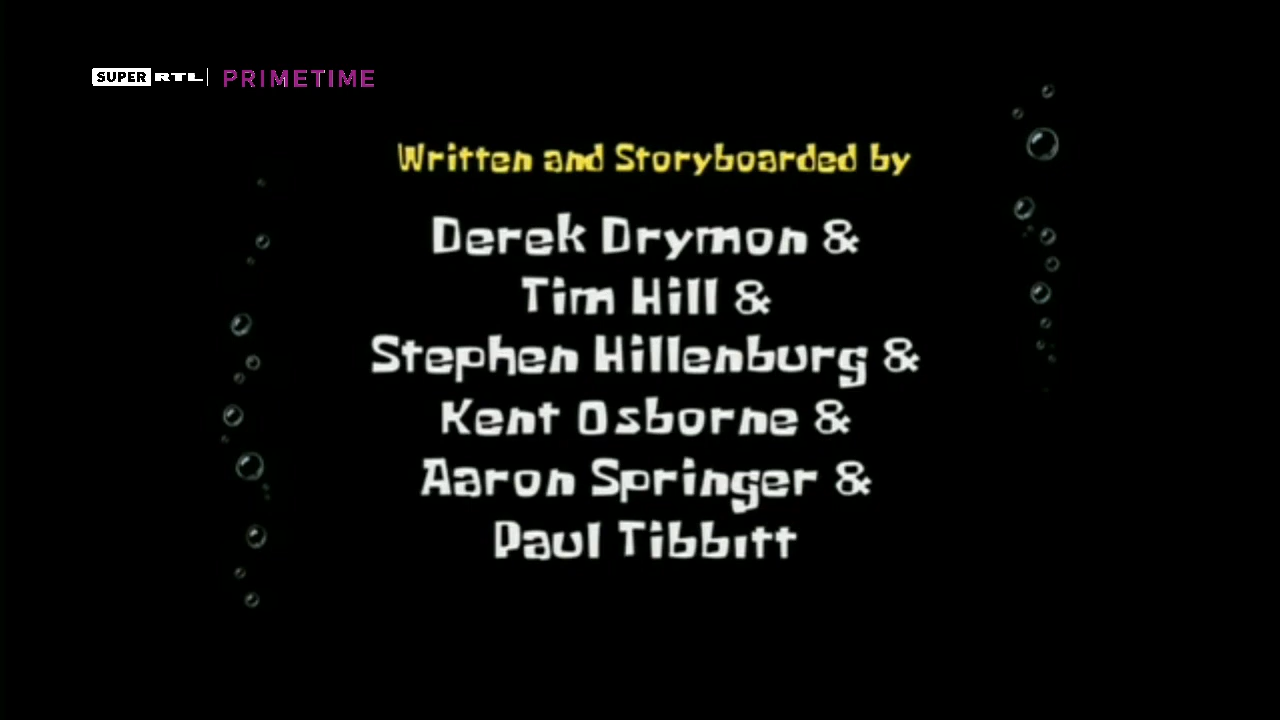 SUPER RTL | PRIMETIME
Written and Storyboarded by
Derek Drymon &
Tim Hill &
Stephen Hillenburg &
Kent Osborne &
Aaron Springer &
Paul Tibbitt